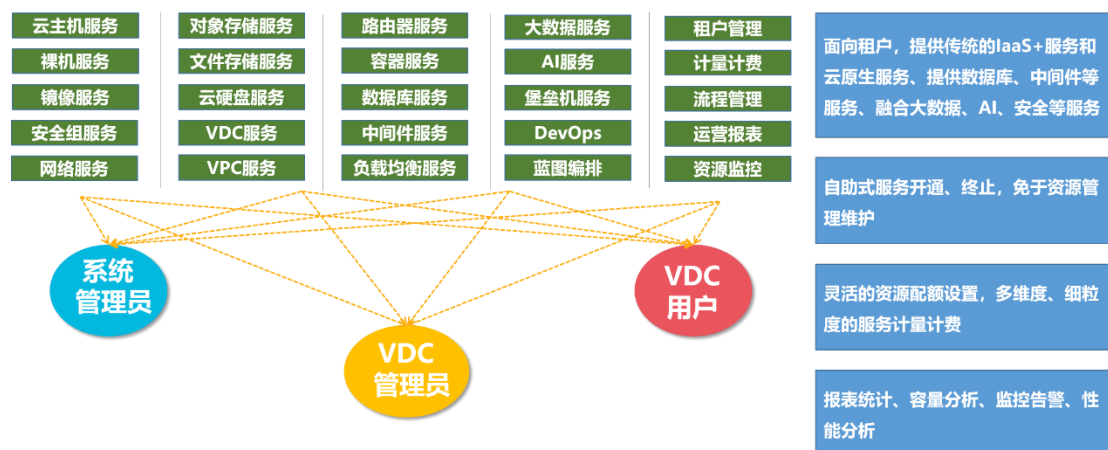 云主机服务
裸机服务
镜像服务
安全组服务
网络服务
对象存储服务
文件存储服务
云硬盘服务
VDC服务
VPC服务
路由器服务
容器服务
数据库服务
中间件服务
负载均衡服务
大数据服务
AI服务
堡垒机服务
DevOps
蓝图编排
租户管理
计量计费
流程管理
运营报表
资源监控
系统
管理员
VDC
管理员
VDC
用户
面向租户，提供传统的IaaS+服务和
云原生服务、提供数据库、中间件等
服务、融合大数据、AI、安全等服务
自助式服务开通、终止，免于资源管
理维护
灵活的资源配额设置，多维度、细粒
度的服务计量计费
报表统计、容量分析、监控告警、性
能分析